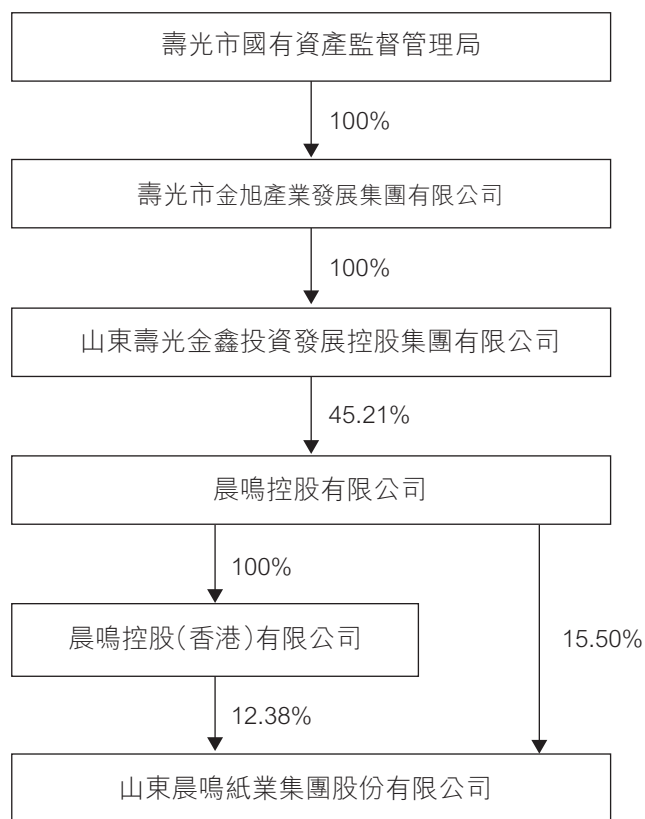 壽光市國有資產監督管理局
100%
壽光市金旭產業發展集團有限公司
100%
山東壽光金鑫投資發展控股集團有限公司
45.21%
晨鳴控股有限公司
100%
晨鳴控股（香港）有限公司
15.50%
12.38%
山東晨鳴紙業集團股份有限公司